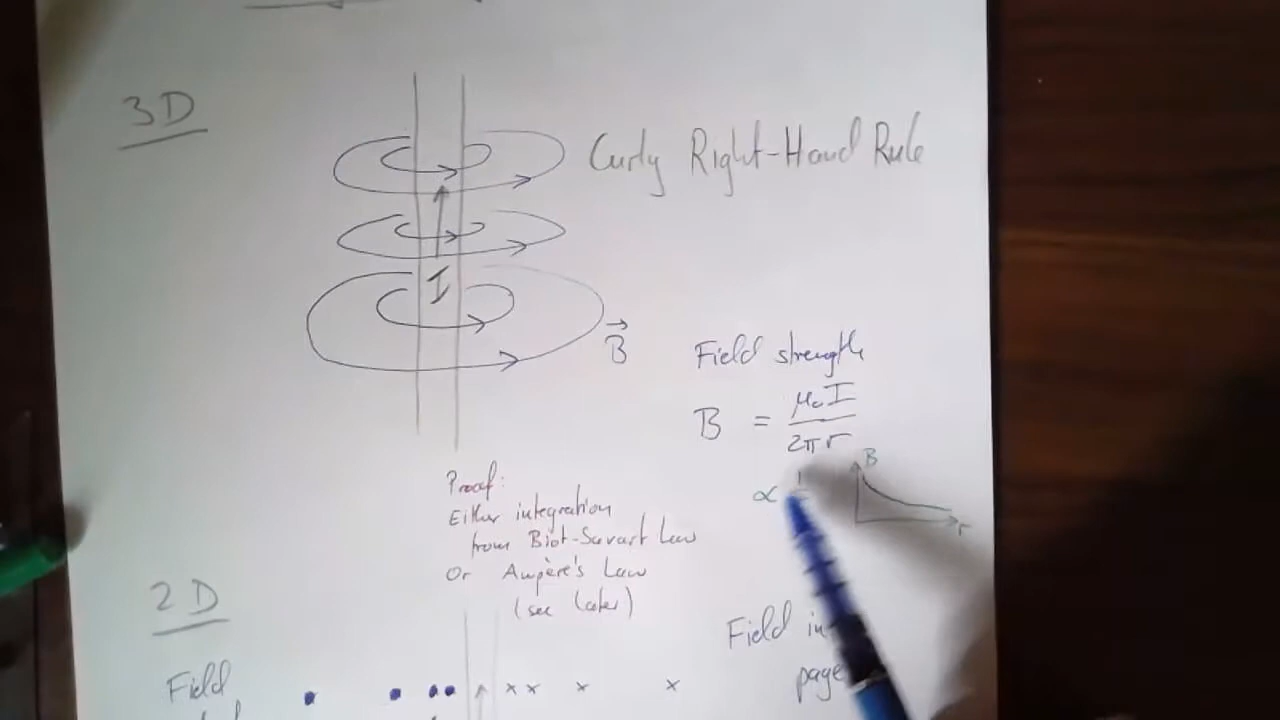 3D
Curly Right-Hand Rule
I
B
Field strength
B = μ₀I / 2πr
∝ 1
B
r
Proof:
Either integration
from Biot-Savart Law
Or Ampère's Law
(see later)
2D
Field
Field in
page